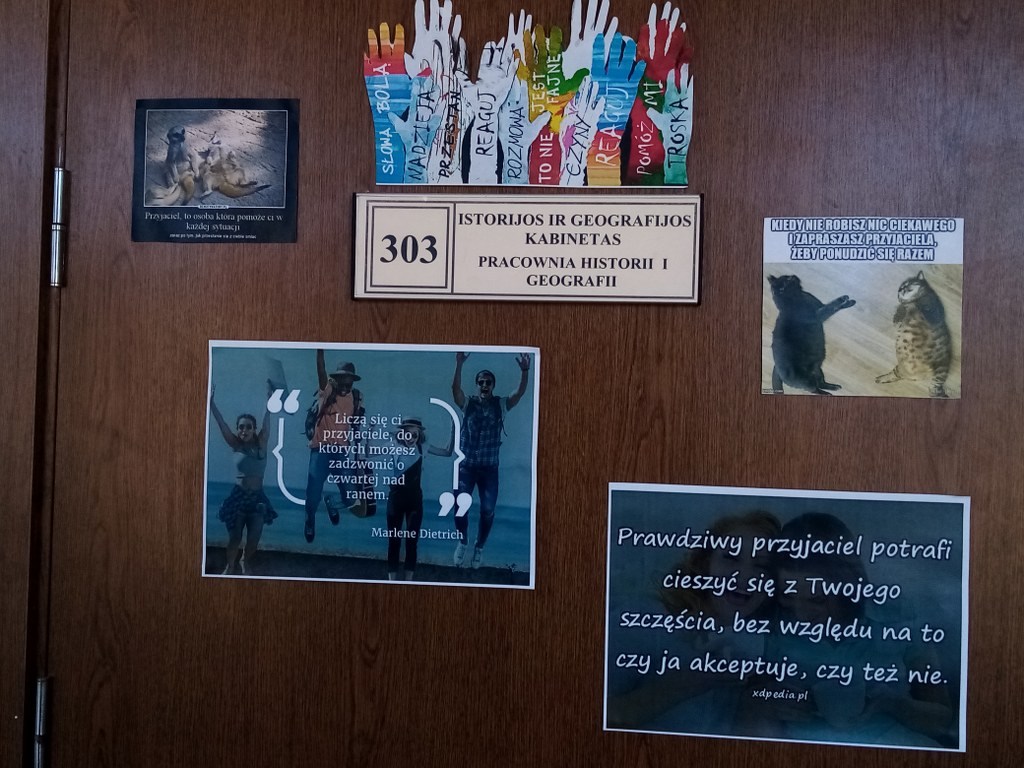 SŁOWA BOLĄ
NADZIEJA
PRZESTAŃ
REAGUJ
ROZMOWA
TO NIE JEST FAJNE
CZYNY
REAGUJ
POMÓŻ MI
TROSKA
Przyjaciel, to osoba która pomoże ci w
każdej sytuacji
303
ISTORIJOS IR GEOGRAFIJOS
KABINETAS
PRACOWNIA HISTORII I
GEOGRAFII
KIEDY NIE ROBISZ NIC CIEKAWEGO
I ZAPRASZASZ PRZYJACIELA,
ŻEBY PONUDZIĆ SIĘ RAZEM
Liczą się ci
przyjaciele, do
których możesz
zadzwonić o
czwartej nad
ranem.
Marlene Dietrich
Prawdziwy przyjaciel potrafi
cieszyć się z Twojego
szczęścia, bez względu na to
czy ja akceptuje, czy też nie.
xdpedia.pl